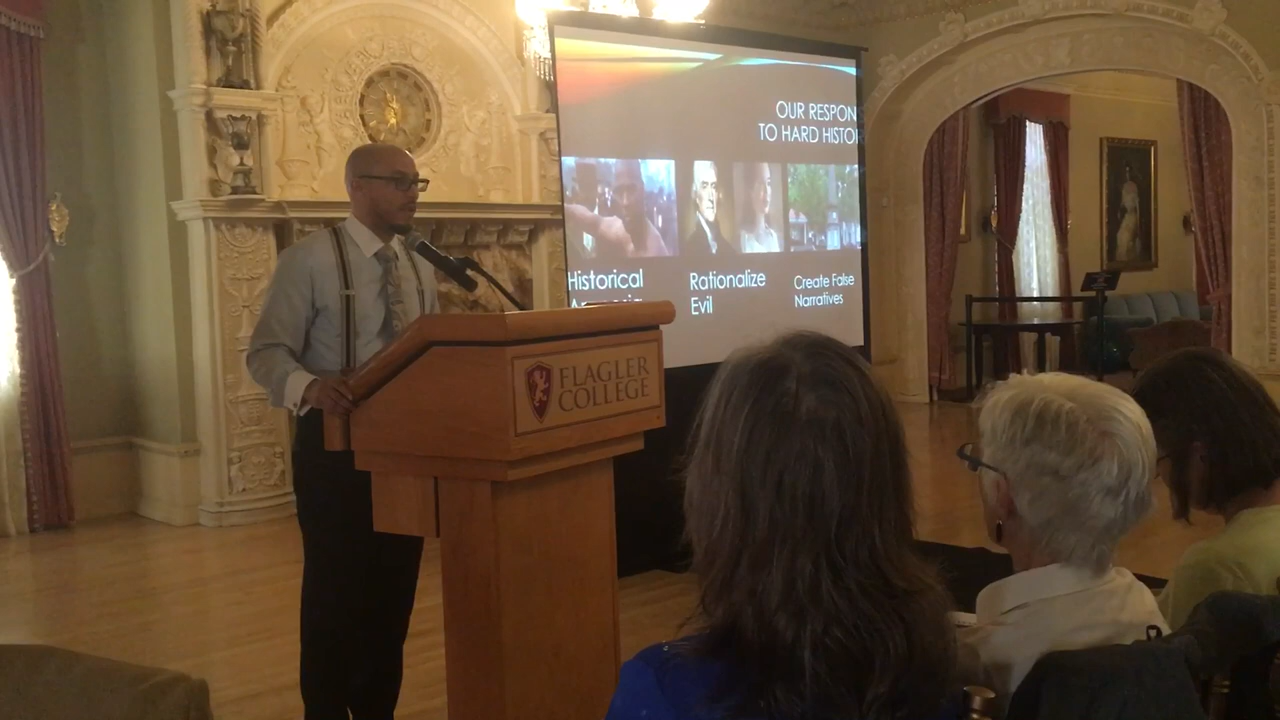 OUR RESPON
TO HARD HISTOR
Historical
Rationalize
Evil
Create False
Narratives
FLAGLER
COLLEGE